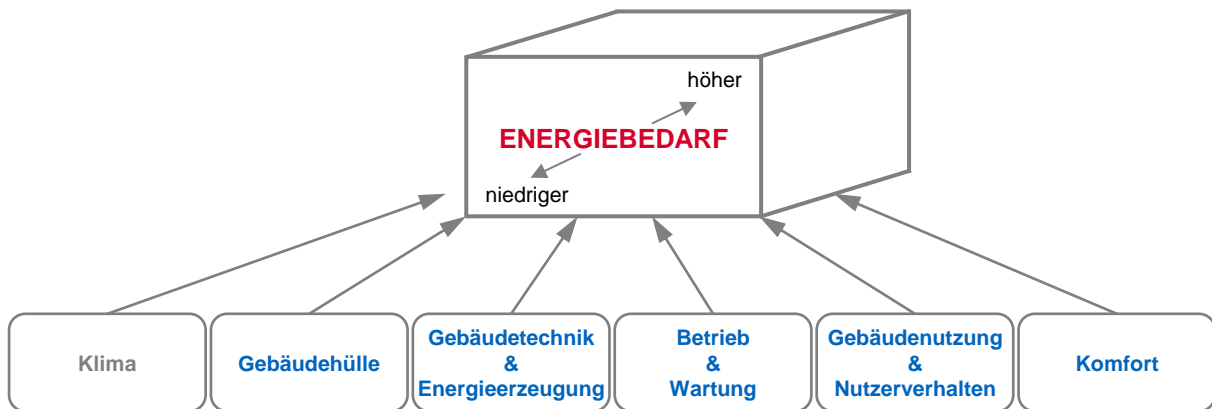 höher
ENERGIEBEDARF
niedriger
Klima
Gebäudehülle
Gebäudetechnik
&
Energieerzeugung
Betrieb
&
Wartung
Gebäudenutzung
&
Nutzerverhalten
Komfort